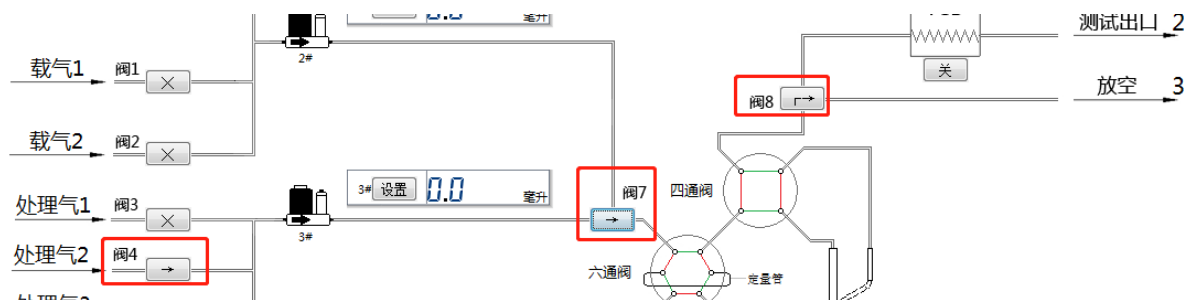 0.0 毫升
测试出口 2
2#
载气1 阀1 ×
关
放空 3
阀8
载气2 阀2 ×
3# 设置 0.0 毫升
阀7
四通阀
处理气1 阀3 ×
3#
处理气2 阀4 →
六通阀
定量管